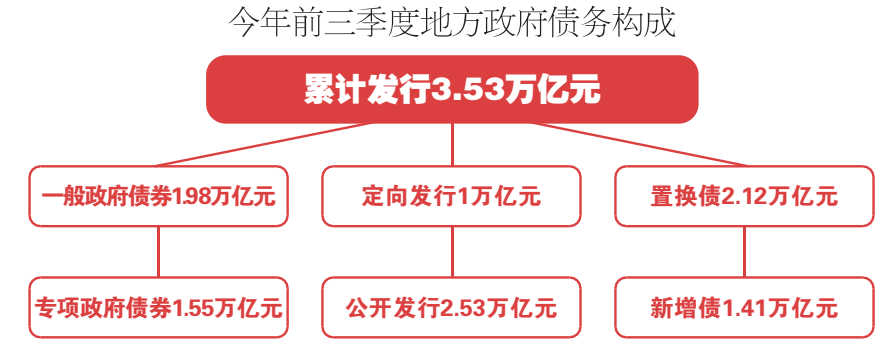 今年前三季度地方政府债务构成
累计发行3.53万亿元
一般政府债券1.98万亿元
定向发行1万亿元
置换债2.12万亿元
专项政府债券1.55万亿元
公开发行2.53万亿元
新增债1.41万亿元